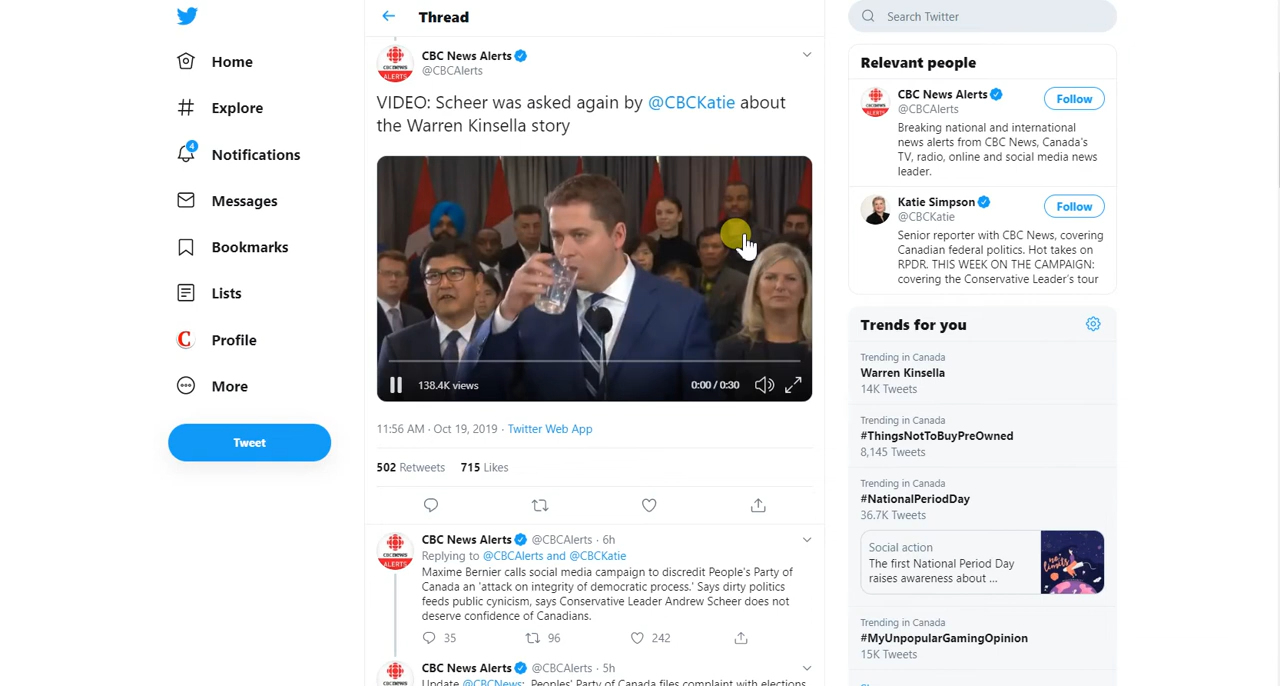 Home
Explore
4
Notifications
Messages
Bookmarks
Lists
Profile
More
Tweet
Thread
CBC News Alerts
@CBCAlerts
VIDEO: Scheer was asked again by @CBCKatie about
the Warren Kinsella story
138.4K views
0:00 / 0:30
11:56 AM · Oct 19, 2019 · Twitter Web App
502 Retweets 715 Likes
CBC News Alerts @CBCAlerts · 6h
Replying to @CBCAlerts and @CBCKatie
Maxime Bernier calls social media campaign to discredit People's Party of
Canada an 'attack on integrity of democratic process.' Says dirty politics
feeds public cynicism, says Conservative Leader Andrew Scheer does not
deserve confidence of Canadians.
35 96 242
CBC News Alerts @CBCAlerts · 5h
Update @CBCNews: Peoples' Party of Canada files complaint with elections
Search Twitter
Relevant people
CBC News Alerts
@CBCAlerts
Follow
Breaking national and international
news alerts from CBC News, Canada's
TV, radio, online and social media news
leader.
Katie Simpson
@CBCKatie
Follow
Senior reporter with CBC News, covering
Canadian federal politics. Hot takes on
RPDR. THIS WEEK ON THE CAMPAIGN:
covering the Conservative Leader's tour
Trends for you
Trending in Canada
Warren Kinsella
14K Tweets
Trending in Canada
#ThingsNotToBuyPreOwned
8,145 Tweets
Trending in Canada
#NationalPeriodDay
36.7K Tweets
Social action
The first National Period Day
raises awareness about ...
Trending in Canada
#MyUnpopularGamingOpinion
15K Tweets